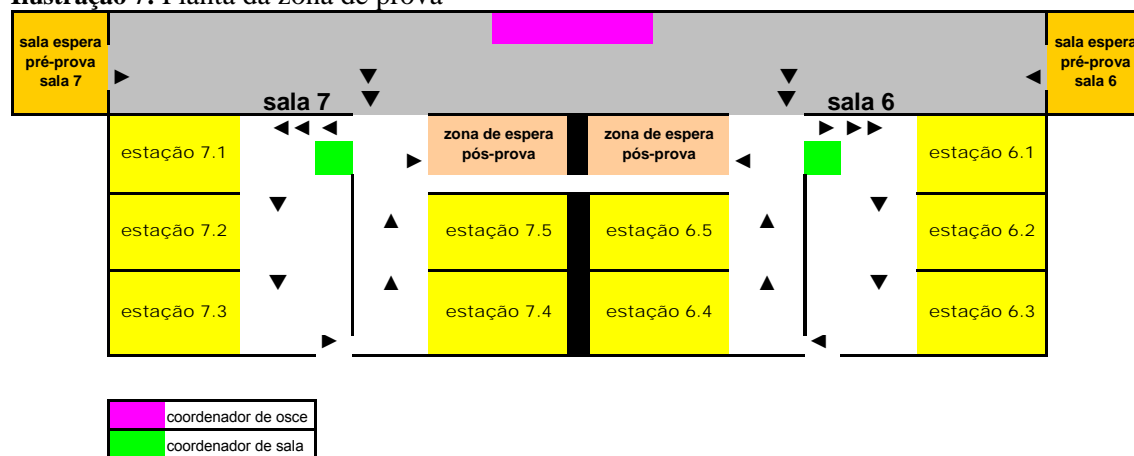 Ilustração 7. Planta da zona de prova
sala espera
pré-prova
sala 7
sala espera
pré-prova
sala 6
sala 7
sala 6
estação 7.1
zona de espera
pós-prova
zona de espera
pós-prova
estação 6.1
estação 7.2
estação 7.5
estação 6.5
estação 6.2
estação 7.3
estação 7.4
estação 6.4
estação 6.3
coordenador de osce
coordenador de sala